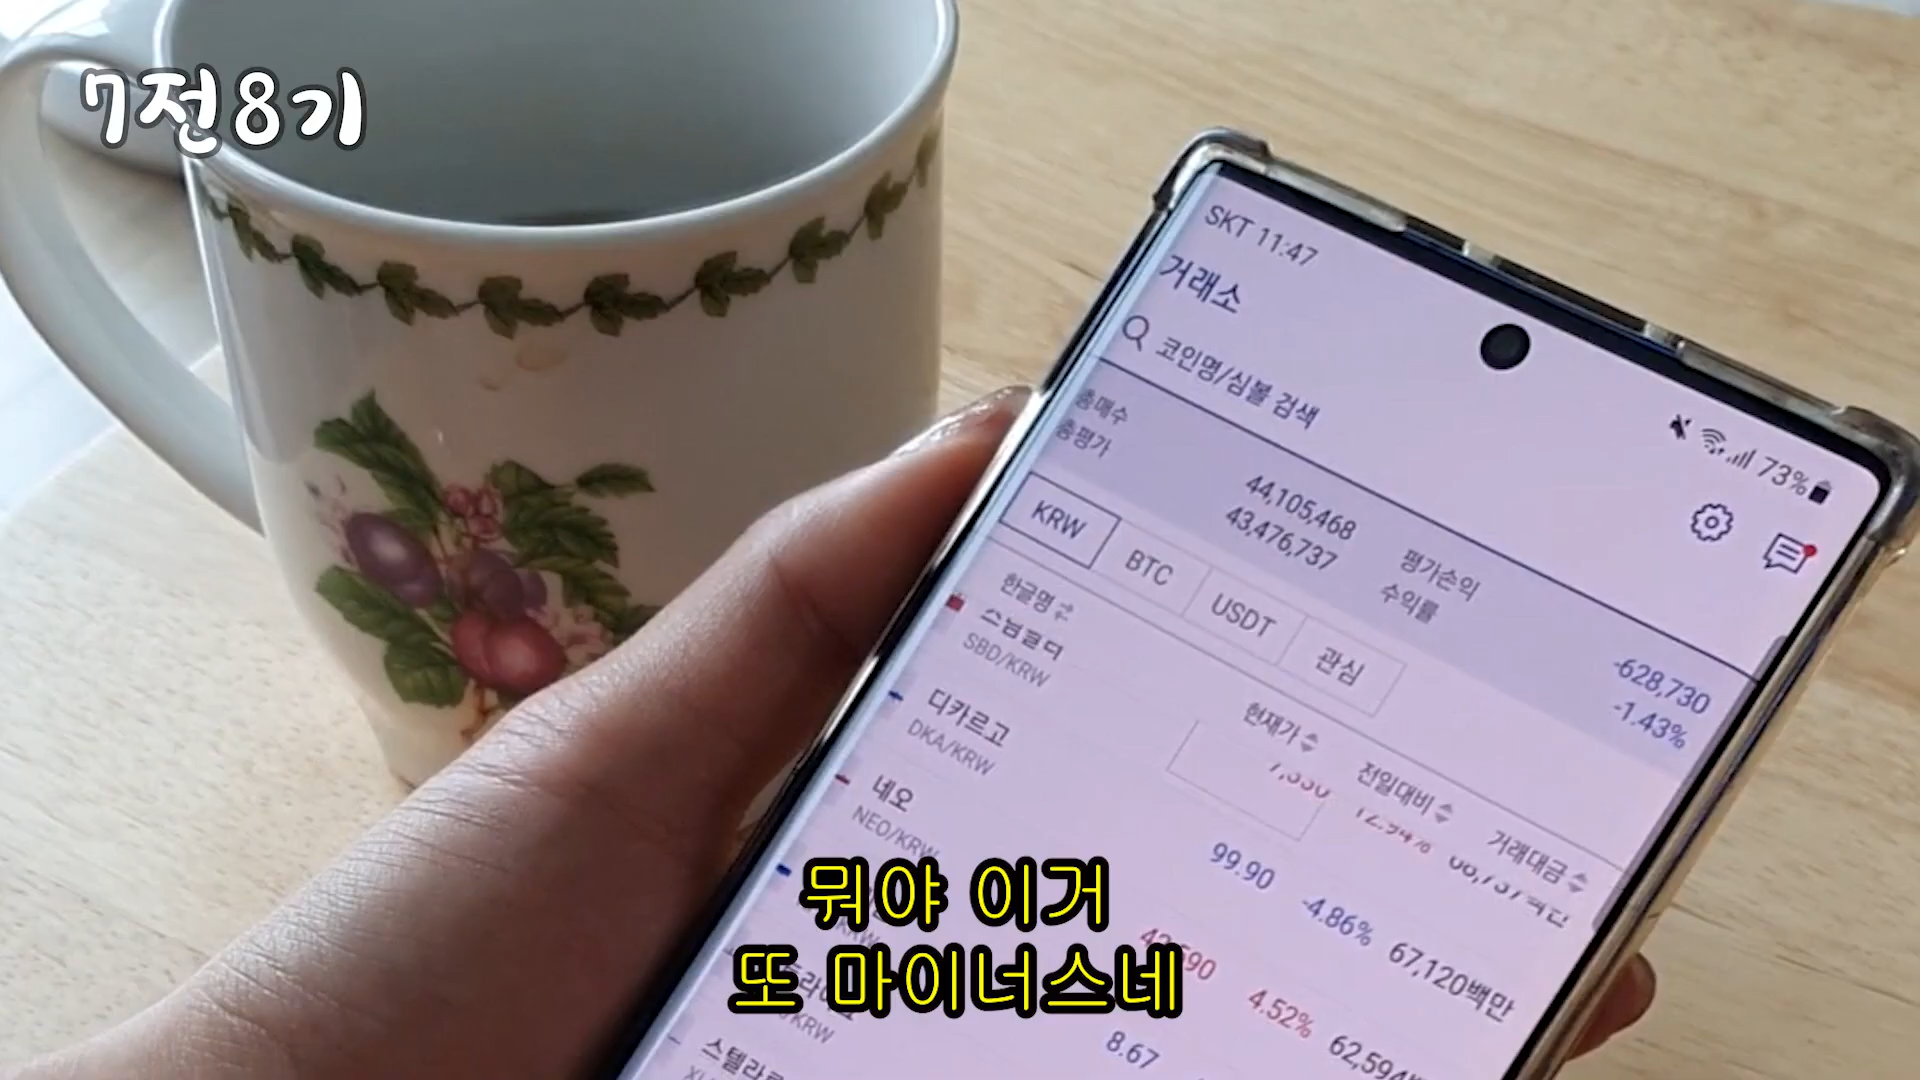 7전8기
SKT 11:47
73%
거래소
코인명/심볼 검색
총매수 44,105,468 평가손익 -628,730
총평가 43,476,737 수익률 -1.43%
KRW BTC USDT 관심
한글명 현재가 전일대비 거래대금
스팀달러
SBD/KRW
디카르고 99.90 -4.86% 67,120백만
DKA/KRW
네오 4.52%
NEO/KRW
8.67
뭐야 이거
또 마이너스네